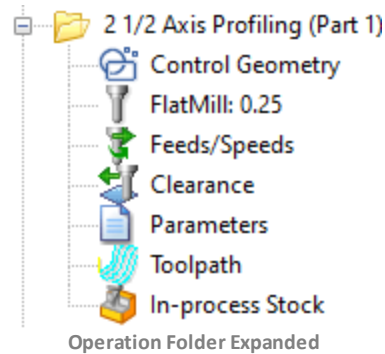 2 1/2 Axis Profiling (Part 1)
Control Geometry
FlatMill: 0.25
Feeds/Speeds
Clearance
Parameters
Toolpath
In-process Stock
Operation Folder Expanded